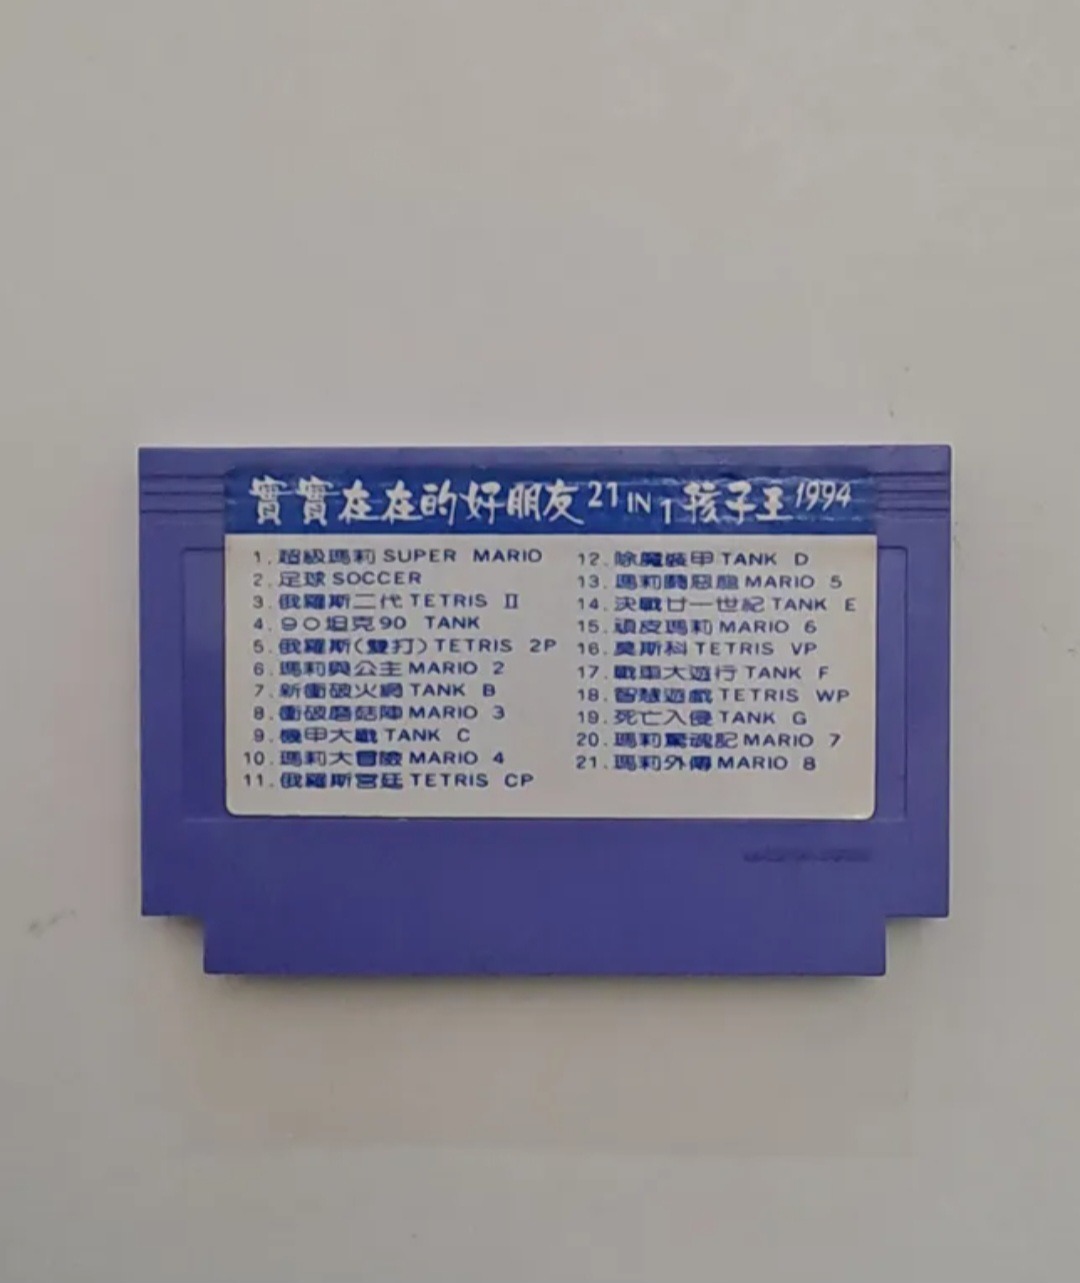 實實在在的好朋友 21 IN 1 孩子王 1994
1. 超級瑪莉 SUPER MARIO
2. 足球 SOCCER
3. 俄羅斯二代 TETRIS II
4. 90坦克 90 TANK
5. 俄羅斯(雙打) TETRIS 2P
6. 瑪莉與公主 MARIO 2
7. 新衝破火網 TANK B
8. 衝破磨菇陣 MARIO 3
9. 機甲大戰 TANK C
10. 瑪莉大冒險 MARIO 4
11. 俄羅斯宮廷 TETRIS CP
12. 除魔裝甲 TANK D
13. 瑪莉鬪惡龍 MARIO 5
14. 決戰廿一世紀 TANK E
15. 頑皮瑪莉 MARIO 6
16. 莫斯科 TETRIS VP
17. 戰車大遊行 TANK F
18. 智慧遊戲 TETRIS WP
19. 死亡入侵 TANK G
20. 瑪莉驚魂記 MARIO 7
21. 瑪莉外傳 MARIO 8